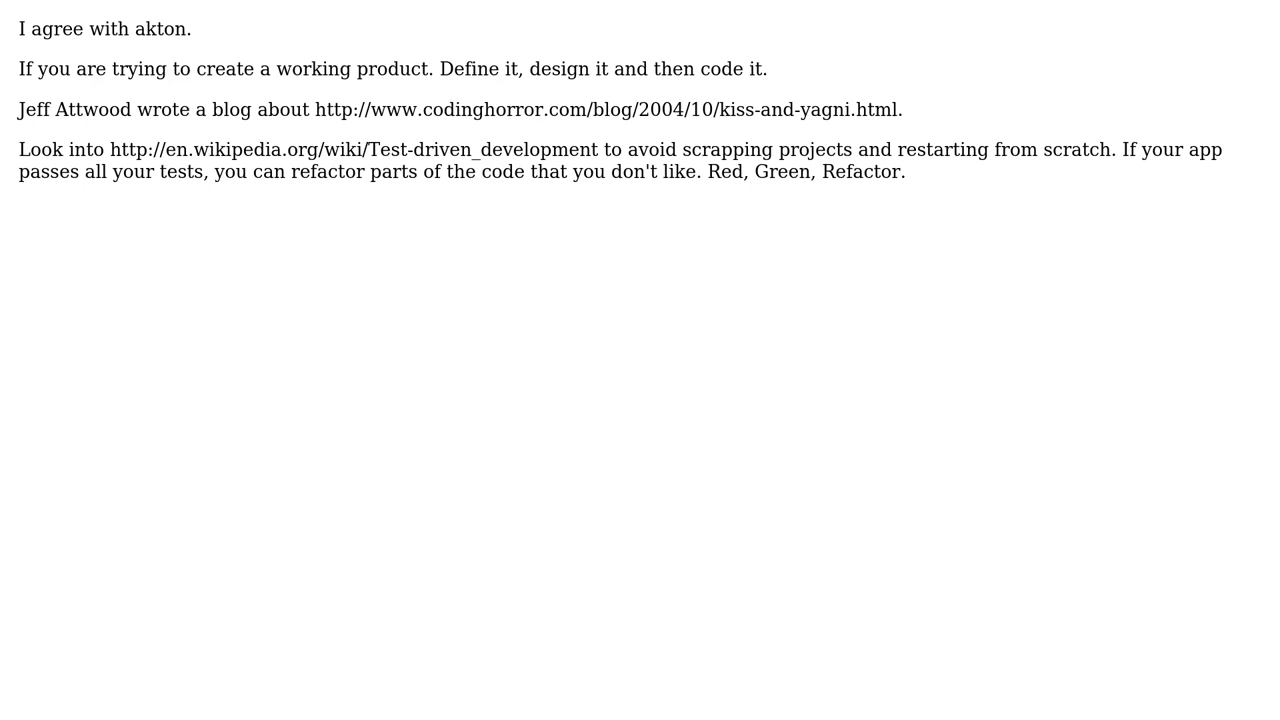 I agree with akton.
If you are trying to create a working product. Define it, design it and then code it.
Jeff Attwood wrote a blog about http://www.codinghorror.com/blog/2004/10/kiss-and-yagni.html.
Look into http://en.wikipedia.org/wiki/Test-driven_development to avoid scrapping projects and restarting from scratch. If your app
passes all your tests, you can refactor parts of the code that you don't like. Red, Green, Refactor.